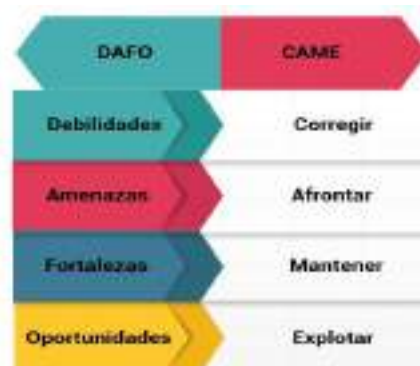 DAFO CAME
Debilidades Corregir
Amenazas Afrontar
Fortalezas Mantener
Oportunidades Explotar